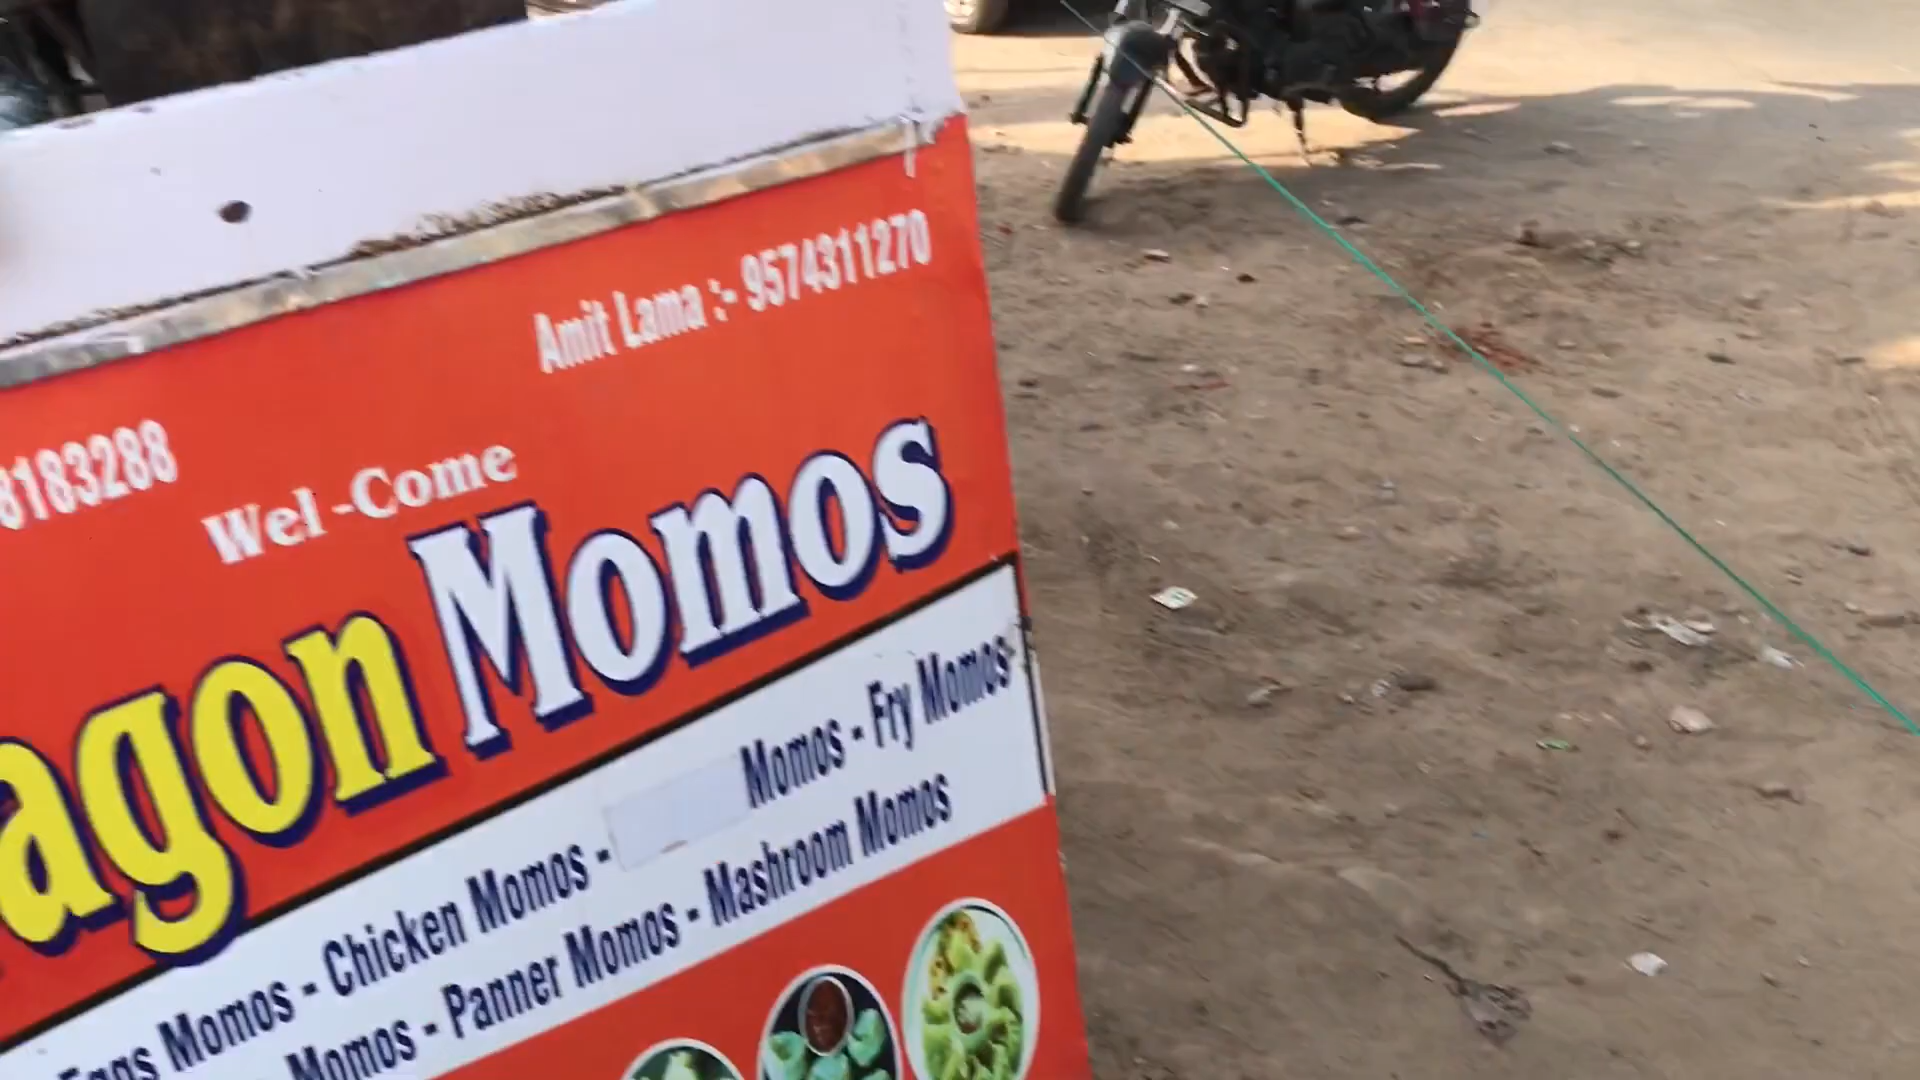 Amit Lama :- 9574311270
8183288
Wel-Come
agon Momos
Eggs Momos - Chicken Momos - Momos - Fry Momos-
Momos - Panner Momos - Mashroom Momos